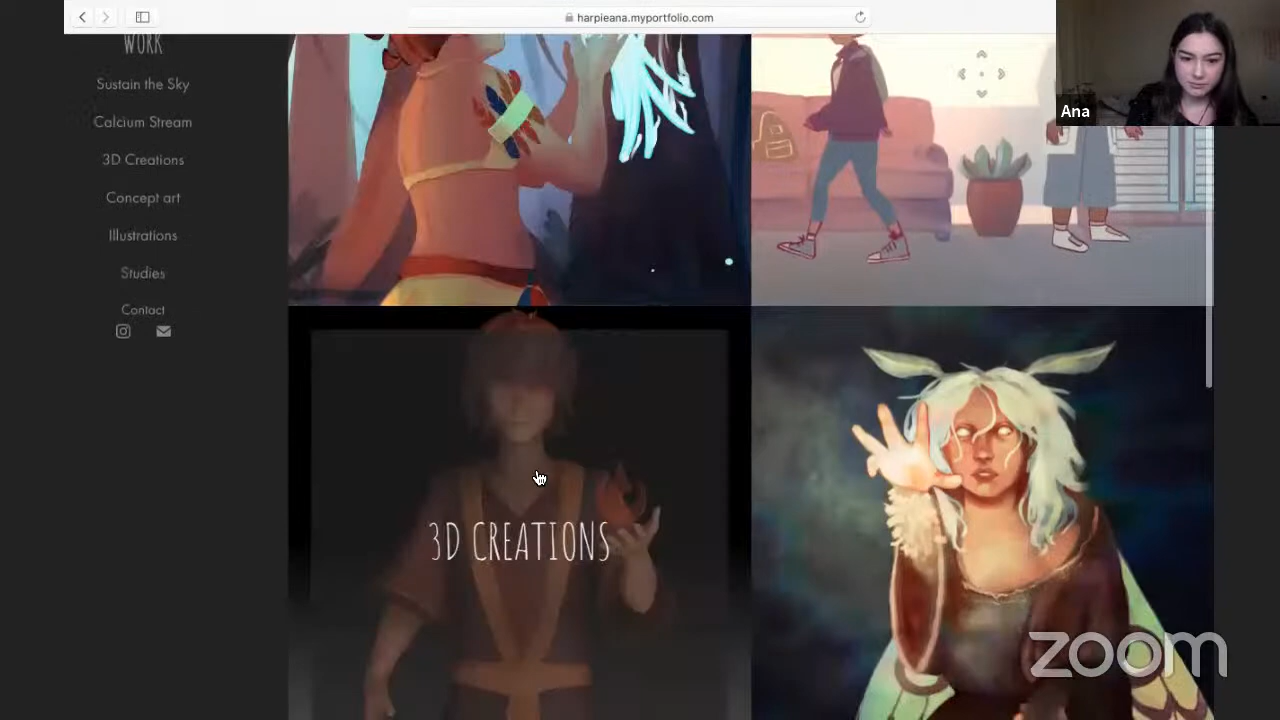 harpieana.myportfolio.com
WORK
Sustain the Sky
Calcium Stream
3D Creations
Concept art
Illustrations
Studies
Contact
Ana
3D CREATIONS
zoom